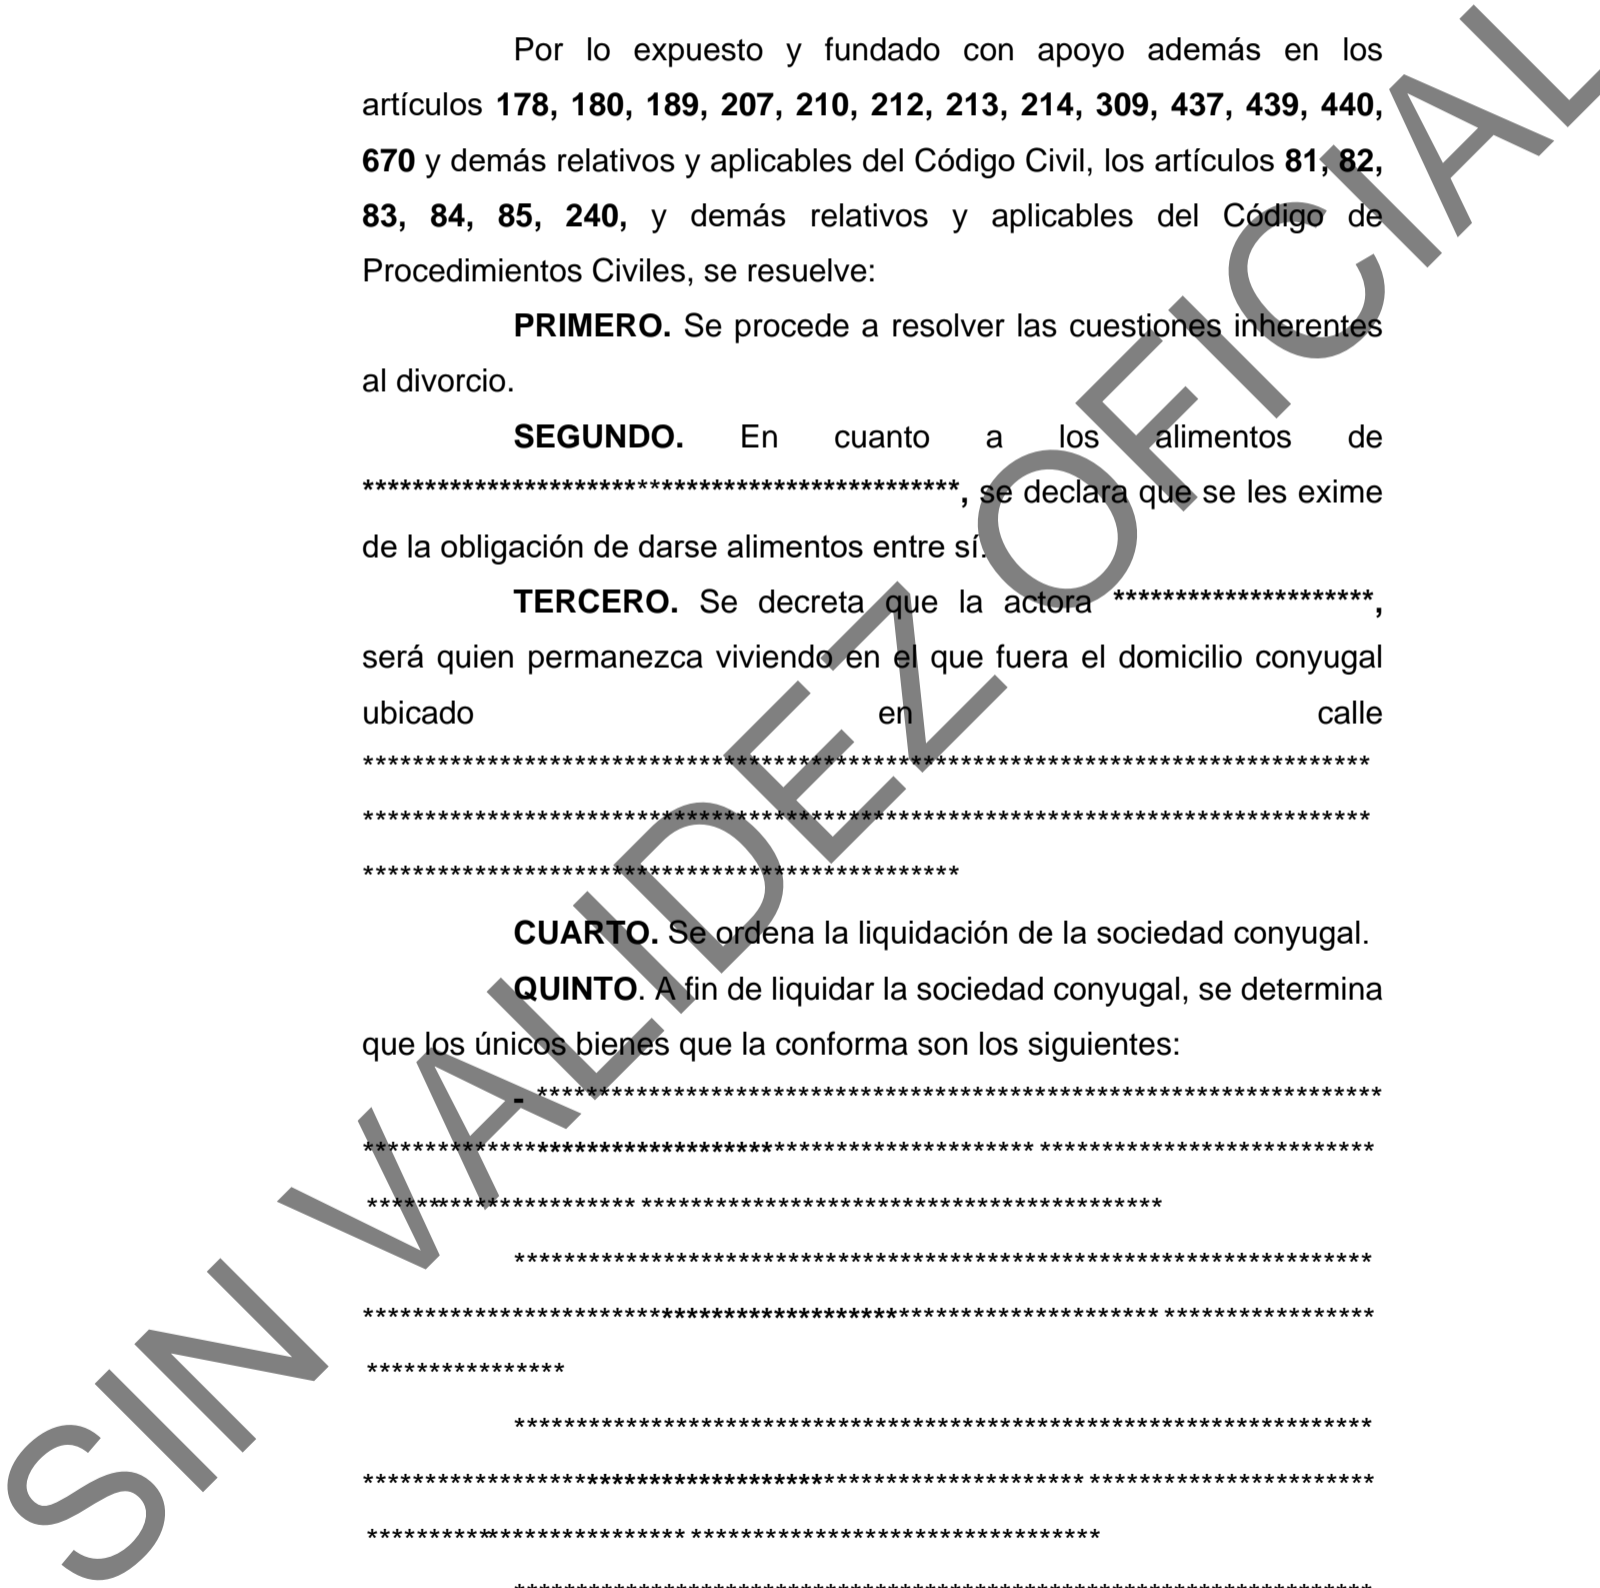 Por lo expuesto y fundado con apoyo además en los
artículos 178, 180, 189, 207, 210, 212, 213, 214, 309, 437, 439, 440,
670 y demás relativos y aplicables del Código Civil, los artículos 81, 82,
83, 84, 85, 240, y demás relativos y aplicables del Código de
Procedimientos Civiles, se resuelve:
PRIMERO. Se procede a resolver las cuestiones inherentes
al divorcio.
SEGUNDO. En cuanto a los alimentos de
************************************************, se declara que se les exime
de la obligación de darse alimentos entre sí.
TERCERO. Se decreta que la actora *********************,
será quien permanezca viviendo en el que fuera el domicilio conyugal
ubicado en calle
*********************************************************************************
*********************************************************************************
************************************************
CUARTO. Se ordena la liquidación de la sociedad conyugal.
QUINTO. A fin de liquidar la sociedad conyugal, se determina
que los únicos bienes que la conforma son los siguientes:
- ********************************************************************
****************************************************** ***************************
********************** ******************************************
*********************************************************************
**************************************************************** *****************
****************
*********************************************************************
********************************************************** ***********************
************************** *********************************
*********************************************************************
SIN VALIDEZ OFICIAL